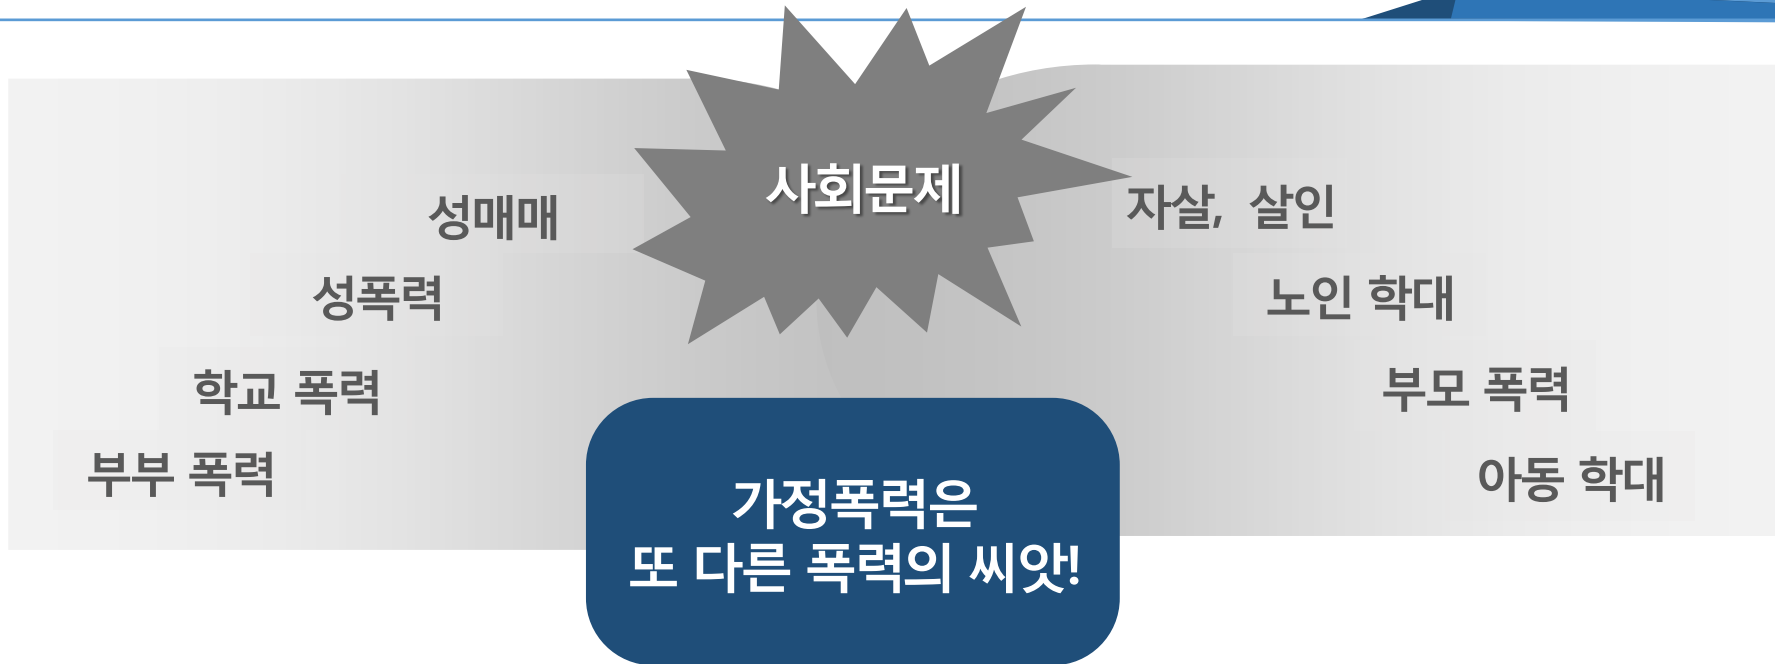 사회문제
성매매
성폭력
학교 폭력
부부 폭력
자살, 살인
노인 학대
부모 폭력
아동 학대
가정폭력은
또 다른 폭력의 씨앗!